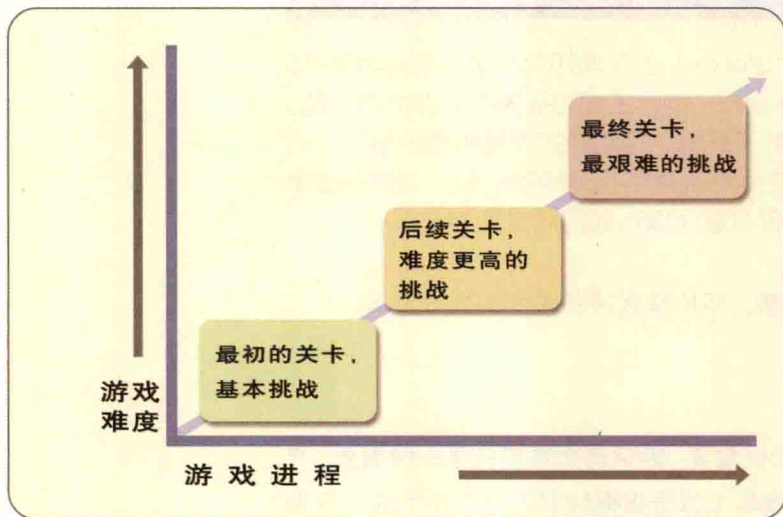 最终关卡，
最艰难的挑战
后续关卡，
难度更高的
挑战
最初的关卡，
基本挑战
游戏
难度
游戏进程